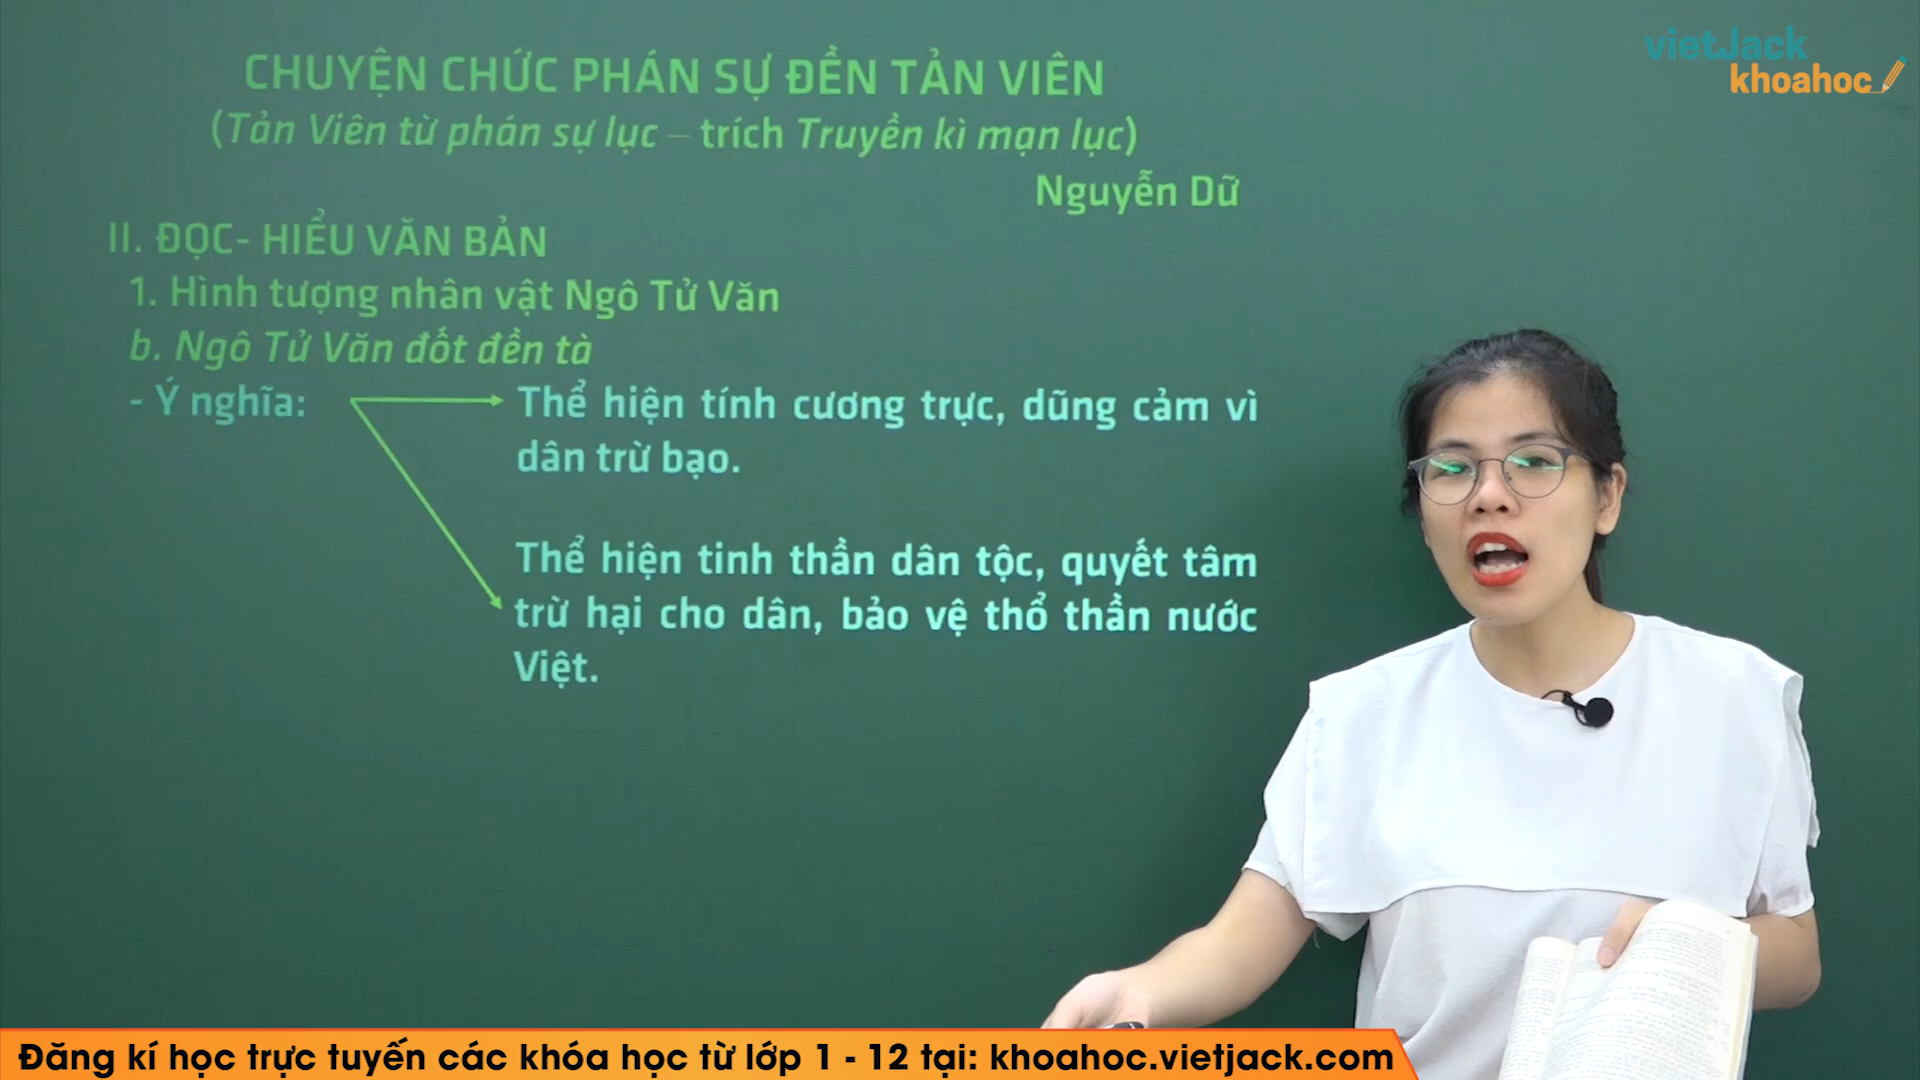 vietJack
khoahoc
CHUYỆN CHỨC PHÁN SỰ ĐỀN TẢN VIÊN
(Tản Viên từ phán sự lục – trích Truyền kì mạn lục)
Nguyễn Dữ
II. ĐỌC- HIỂU VĂN BẢN
1. Hình tượng nhân vật Ngô Tử Văn
b. Ngô Tử Văn đốt đền tà
- Ý nghĩa:
Thể hiện tính cương trực, dũng cảm vì
dân trừ bạo.
Thể hiện tinh thần dân tộc, quyết tâm
trừ hại cho dân, bảo vệ thổ thần nước
Việt.
Đăng kí học trực tuyến các khóa học từ lớp 1 - 12 tại: khoahoc.vietjack.com